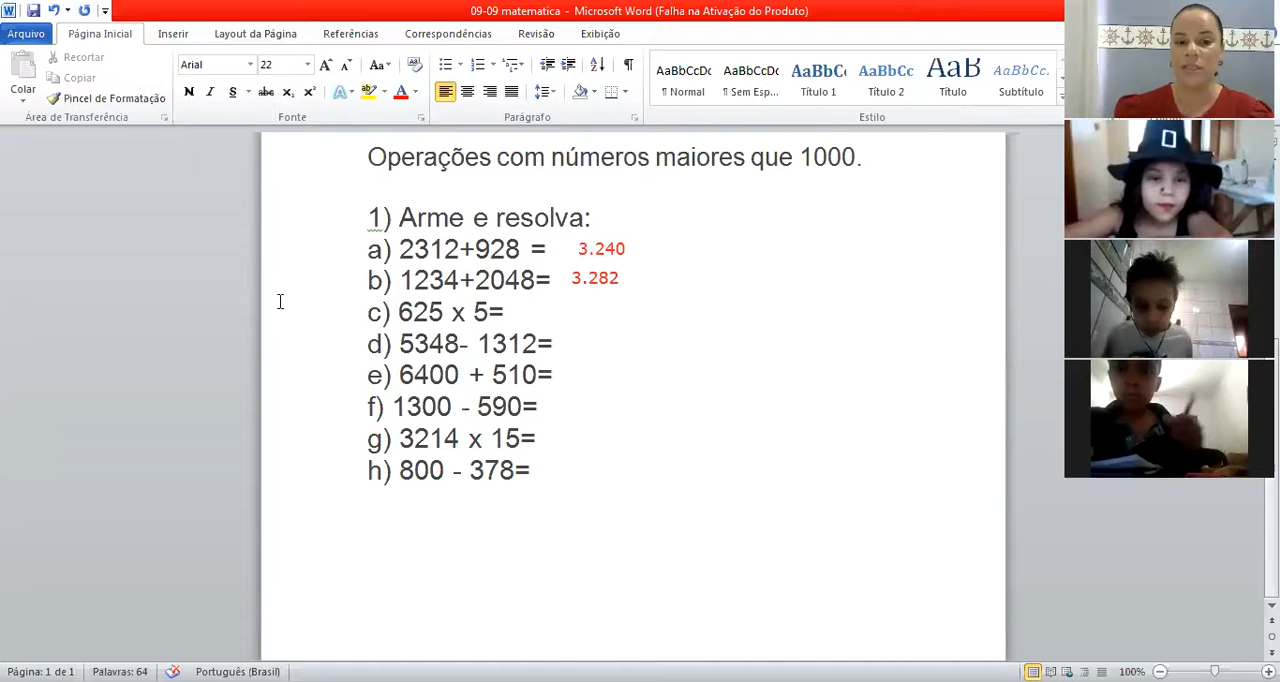 09-09 matematica - Microsoft Word (Falha na Ativação do Produto)
Arquivo Página Inicial Inserir Layout da Página Referências Correspondências Revisão Exibição
Colar
Recortar
Copiar
Pincel de Formatação
Área de Transferência
Arial 22
Fonte
Parágrafo
AaBbCcDc AaBbCcDc AaBbC AaBbCc AaB AaBbCc.
¶ Normal ¶ Sem Esp... Título 1 Título 2 Título Subtítulo
Estilo
Operações com números maiores que 1000.
1) Arme e resolva:
a) 2312+928 = 3.240
b) 1234+2048= 3.282
c) 625 x 5=
d) 5348- 1312=
e) 6400 + 510=
f) 1300 - 590=
g) 3214 x 15=
h) 800 - 378=
Página: 1 de 1 Palavras: 64 Português (Brasil) 100%